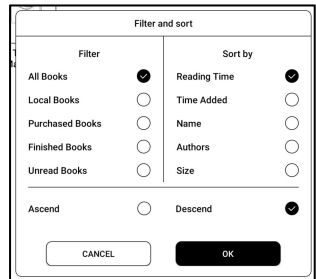 Filter and sort
Filter
All Books
Local Books
Purchased Books
Finished Books
Unread Books
Sort by
Reading Time
Time Added
Name
Authors
Size
Ascend
Descend
CANCEL
OK